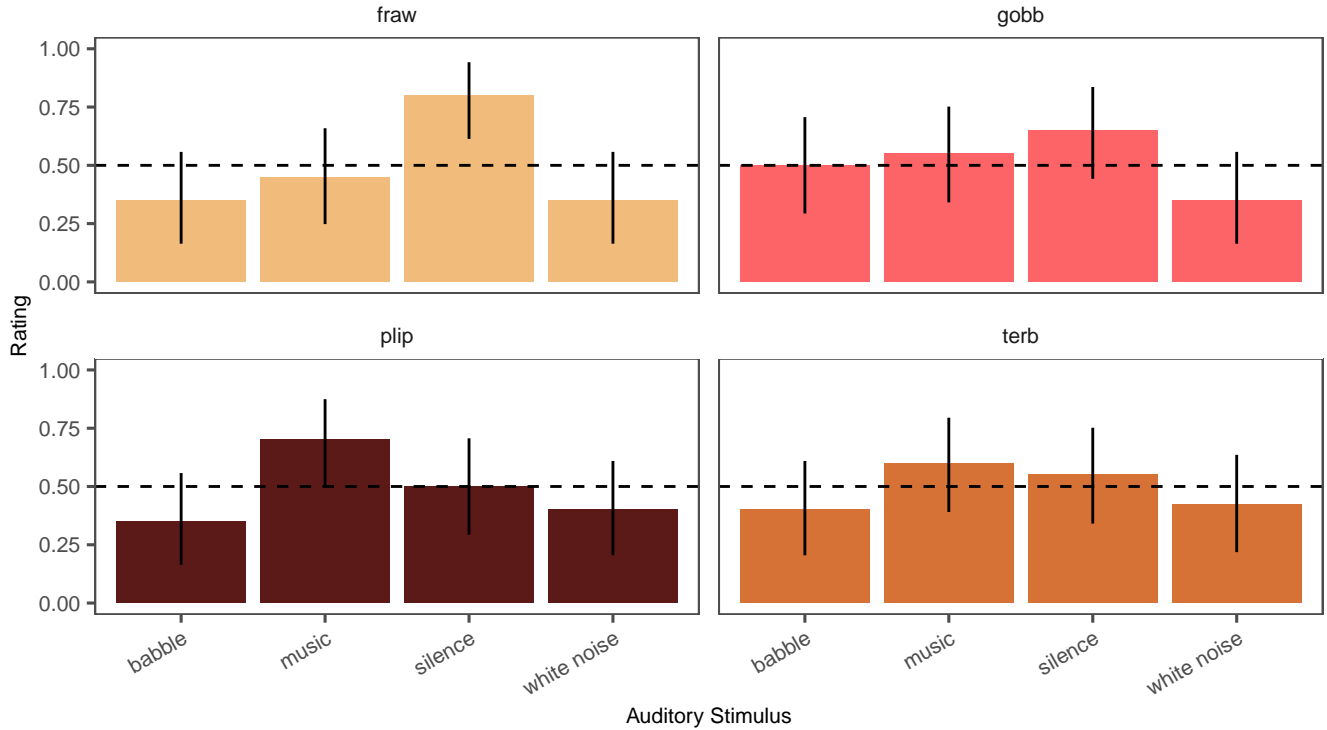 fraw
gobb
1.00
0.75
0.50
0.25
0.00
Rating
plip
terb
1.00
0.75
0.50
0.25
0.00
babble
music
silence
white noise
babble
music
silence
white noise
Auditory Stimulus